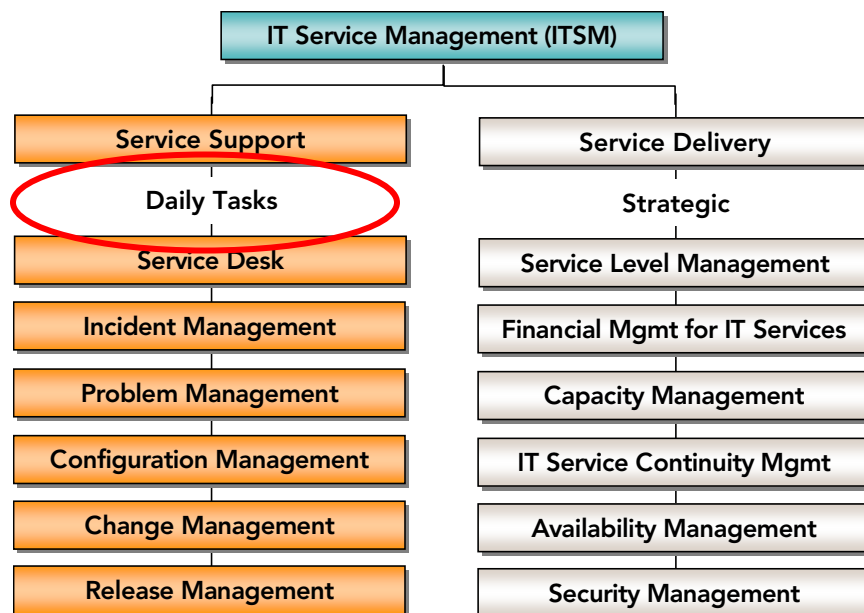 IT Service Management (ITSM)
Service Support
Daily Tasks
Service Desk
Incident Management
Problem Management
Configuration Management
Change Management
Release Management
Service Delivery
Strategic
Service Level Management
Financial Mgmt for IT Services
Capacity Management
IT Service Continuity Mgmt
Availability Management
Security Management